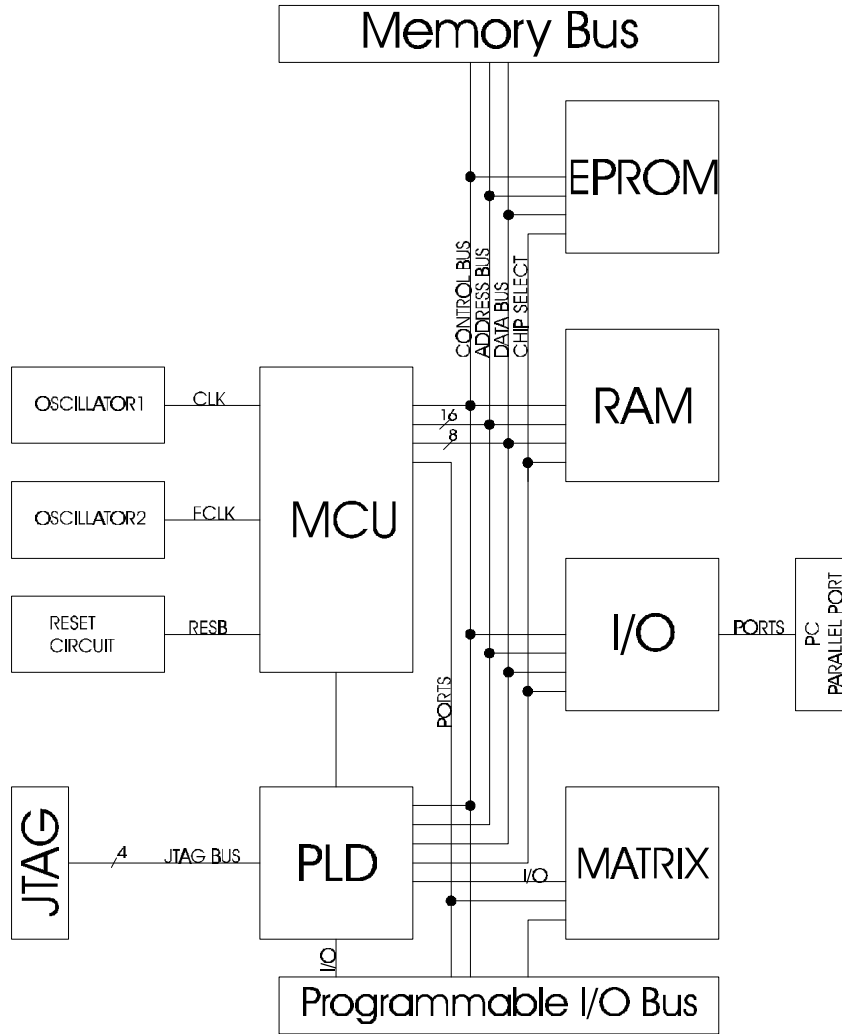 Memory Bus
EPROM
CONTROL BUS
ADDRESS BUS
DATA BUS
CHIP SELECT
OSCILLATOR1
CLK
16
8
RAM
MCU
OSCILLATOR2
FCLK
RESET
CIRCUIT
RESB
I/O
PORTS
PC
PARALLEL PORT
PORTS
JTAG
4
JTAG BUS
PLD
I/O
MATRIX
I/O
Programmable I/O Bus